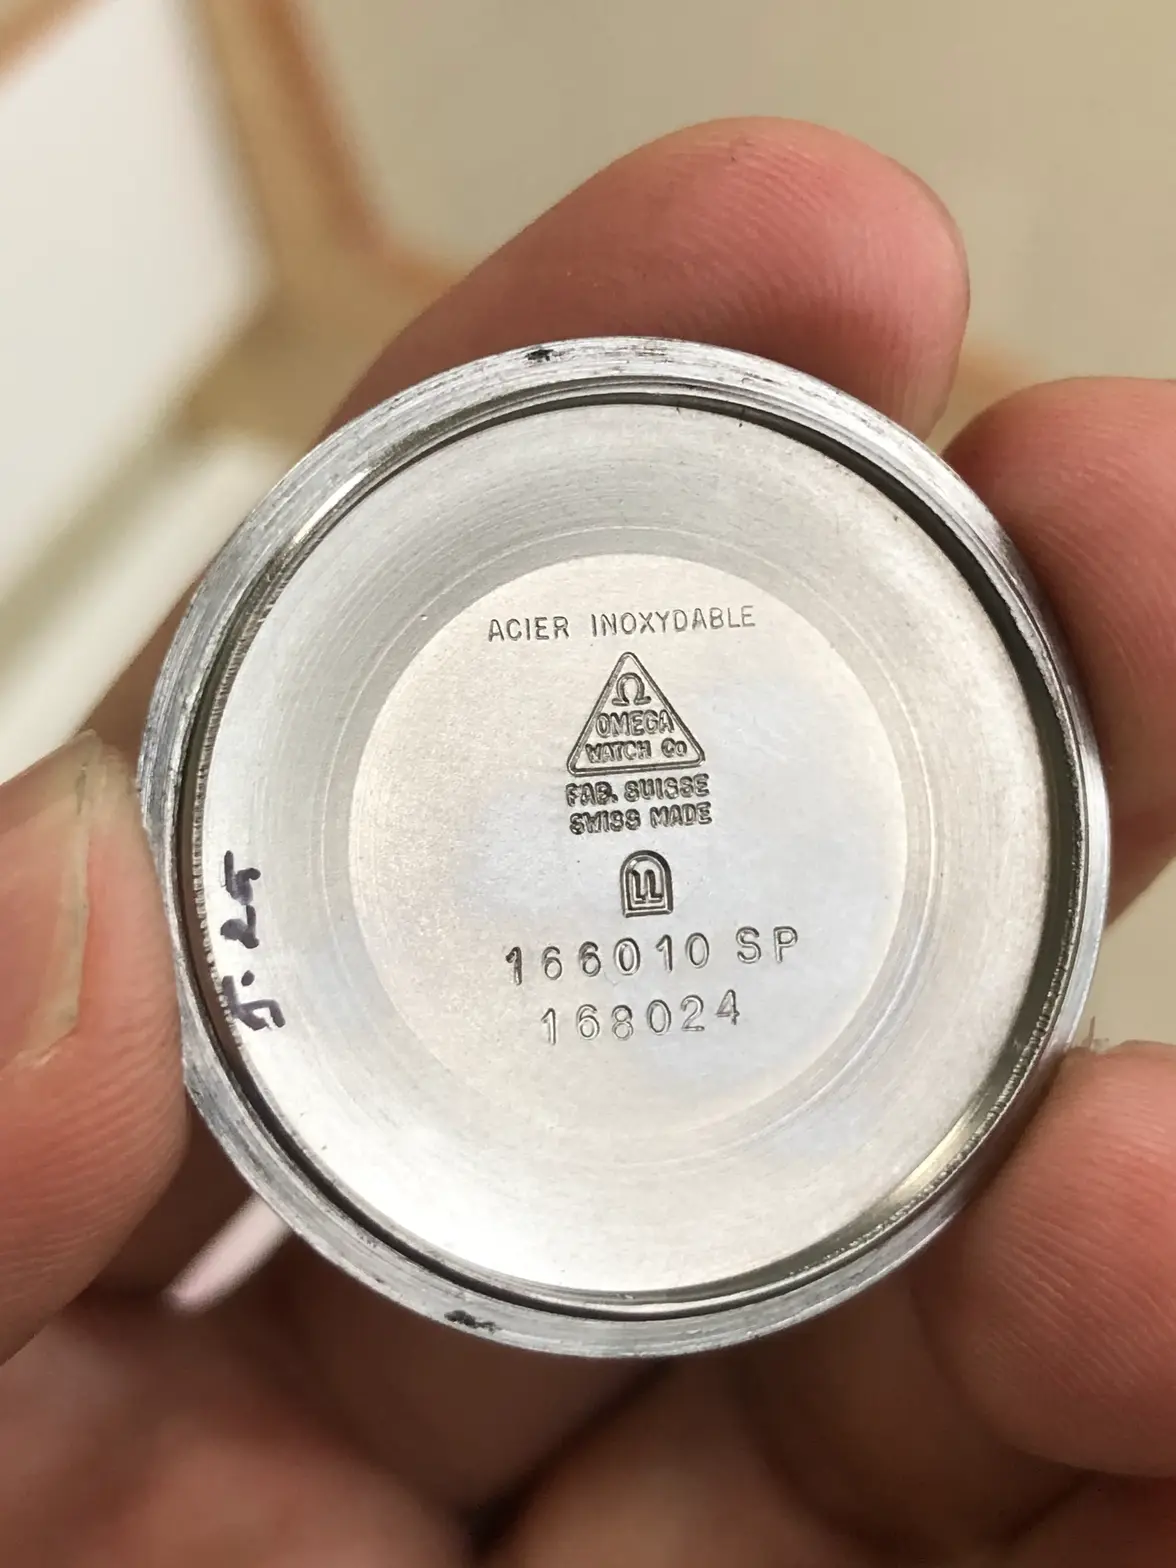 ACIER INOXYDABLE
Ω
OMEGA
WATCH Co
FAB. SUISSE
SWISS MADE
166010 SP
168024